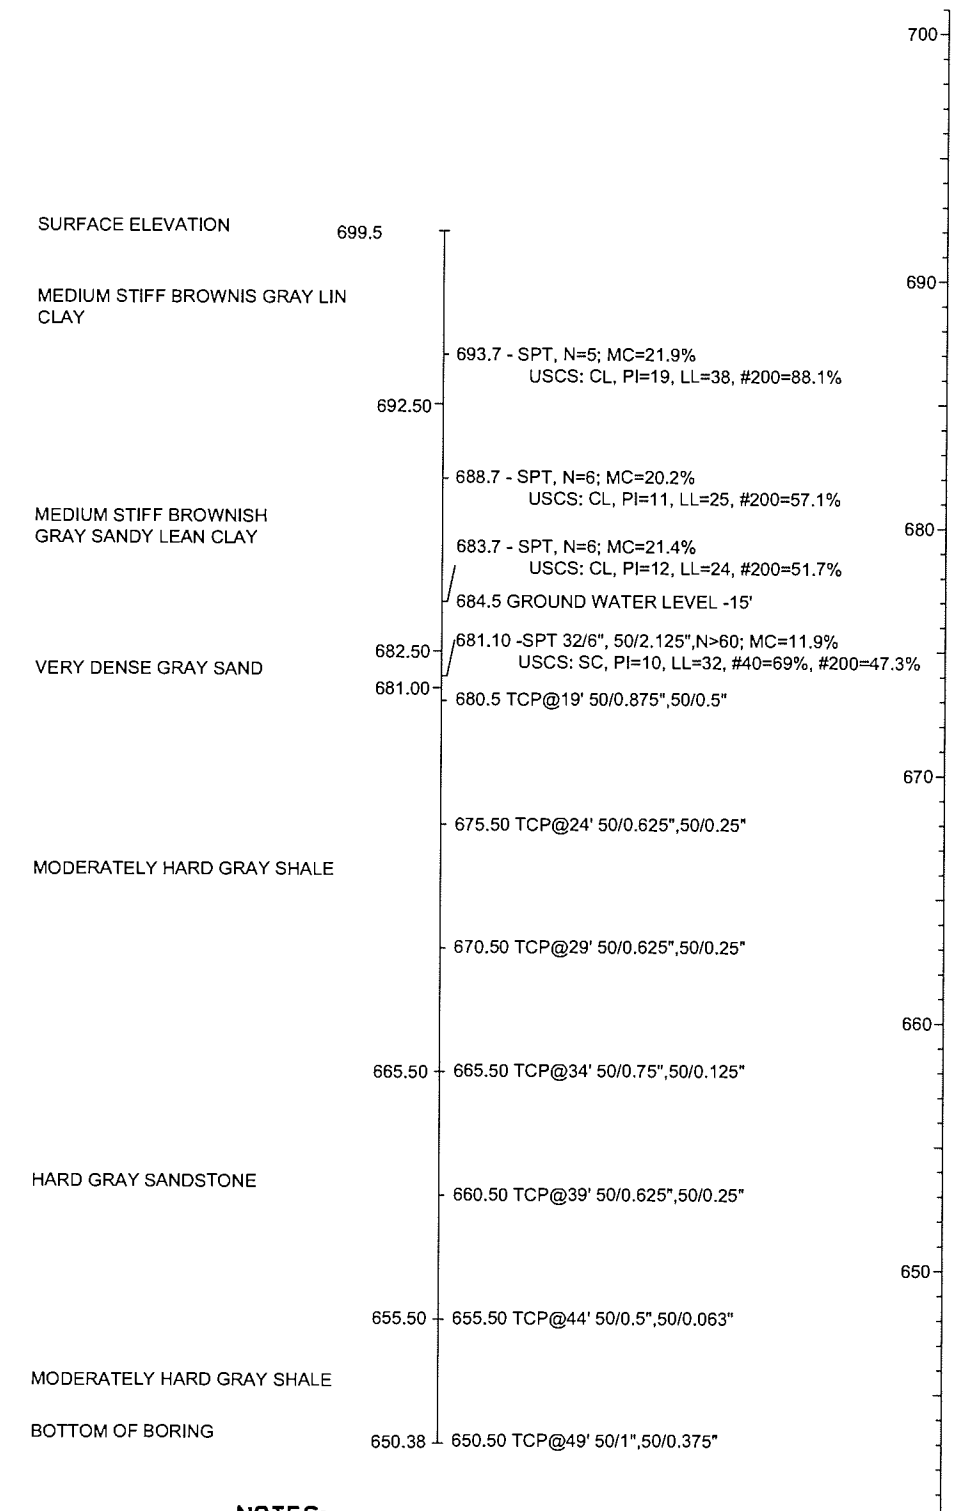 700
SURFACE ELEVATION 699.5
690
MEDIUM STIFF BROWNIS GRAY LIN
CLAY
693.7 - SPT, N=5; MC=21.9%
USCS: CL, PI=19, LL=38, #200=88.1%
692.50
688.7 - SPT, N=6; MC=20.2%
USCS: CL, PI=11, LL=25, #200=57.1%
MEDIUM STIFF BROWNISH
GRAY SANDY LEAN CLAY
680
683.7 - SPT, N=6; MC=21.4%
USCS: CL, PI=12, LL=24, #200=51.7%
684.5 GROUND WATER LEVEL -15'
681.10 -SPT 32/6", 50/2.125",N>60; MC=11.9%
682.50
USCS: SC, PI=10, LL=32, #40=69%, #200=47.3%
VERY DENSE GRAY SAND
681.00
680.5 TCP@19' 50/0.875",50/0.5"
670
675.50 TCP@24' 50/0.625",50/0.25"
MODERATELY HARD GRAY SHALE
670.50 TCP@29' 50/0.625",50/0.25"
660
665.50 665.50 TCP@34' 50/0.75",50/0.125"
HARD GRAY SANDSTONE
660.50 TCP@39' 50/0.625",50/0.25"
650
655.50 655.50 TCP@44' 50/0.5",50/0.063"
MODERATELY HARD GRAY SHALE
BOTTOM OF BORING
650.38 650.50 TCP@49' 50/1",50/0.375"
NOTES: